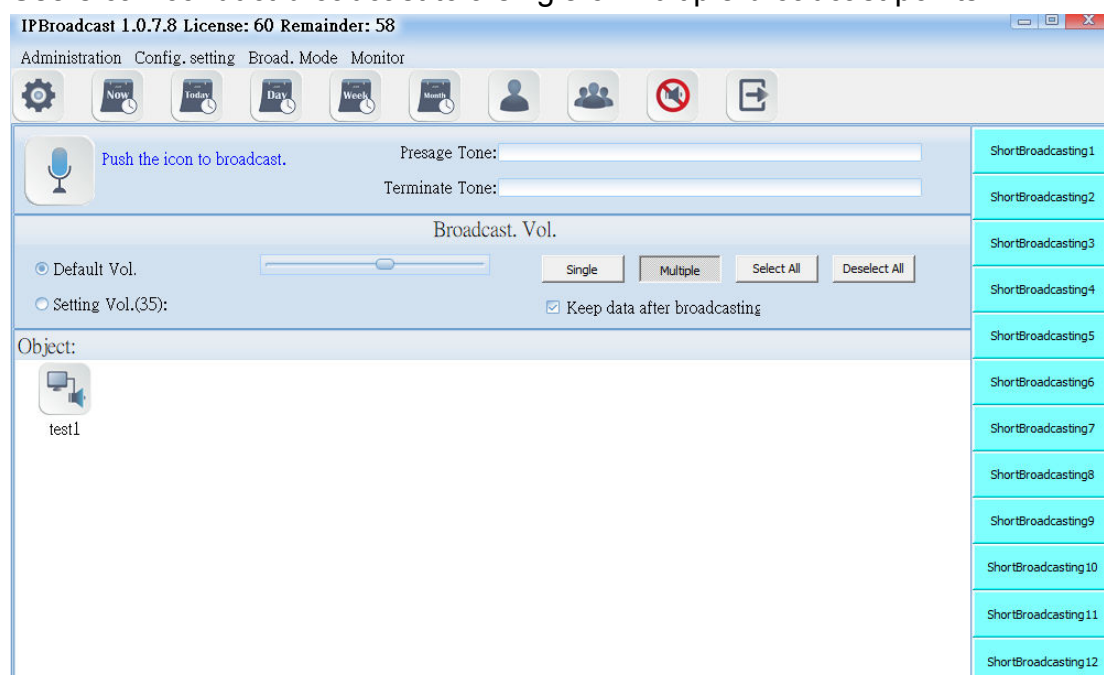 IPBroadcast 1.0.7.8 License: 60 Remainder: 58
Administration Config. setting Broad. Mode Monitor
Now Today Day Week Month
Push the icon to broadcast.
Presage Tone:
Terminate Tone:
Broadcast. Vol.
Default Vol.
Single Multiple Select All Deselect All
Setting Vol.(35):
Keep data after broadcasting
Object:
test1
ShortBroadcasting1
ShortBroadcasting2
ShortBroadcasting3
ShortBroadcasting4
ShortBroadcasting5
ShortBroadcasting6
ShortBroadcasting7
ShortBroadcasting8
ShortBroadcasting9
ShortBroadcasting10
ShortBroadcasting11
ShortBroadcasting12